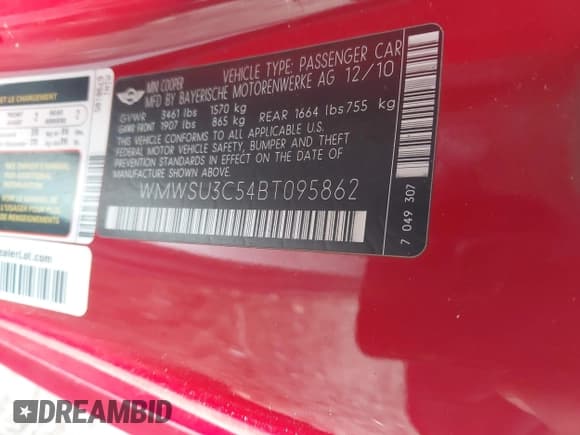 MINI COOPER VEHICLE TYPE: PASSENGER CAR
MFD BY BAYERISCHE MOTORENWERKE AG 12/10
GVWR 3461 lbs 1570 kg
GAWR FRONT 1907 lbs 865 kg REAR 1664 lbs 755 kg
THIS VEHICLE CONFORMS TO ALL APPLICABLE U.S.
FEDERAL MOTOR VEHICLE SAFETY, BUMPER AND THEFT
PREVENTION STANDARDS IN EFFECT ON THE DATE OF
MANUFACTURE SHOWN ABOVE.
WMWSU3C54BT095862
7 049 307
ET LE CHARGEMENT
DREAMBID